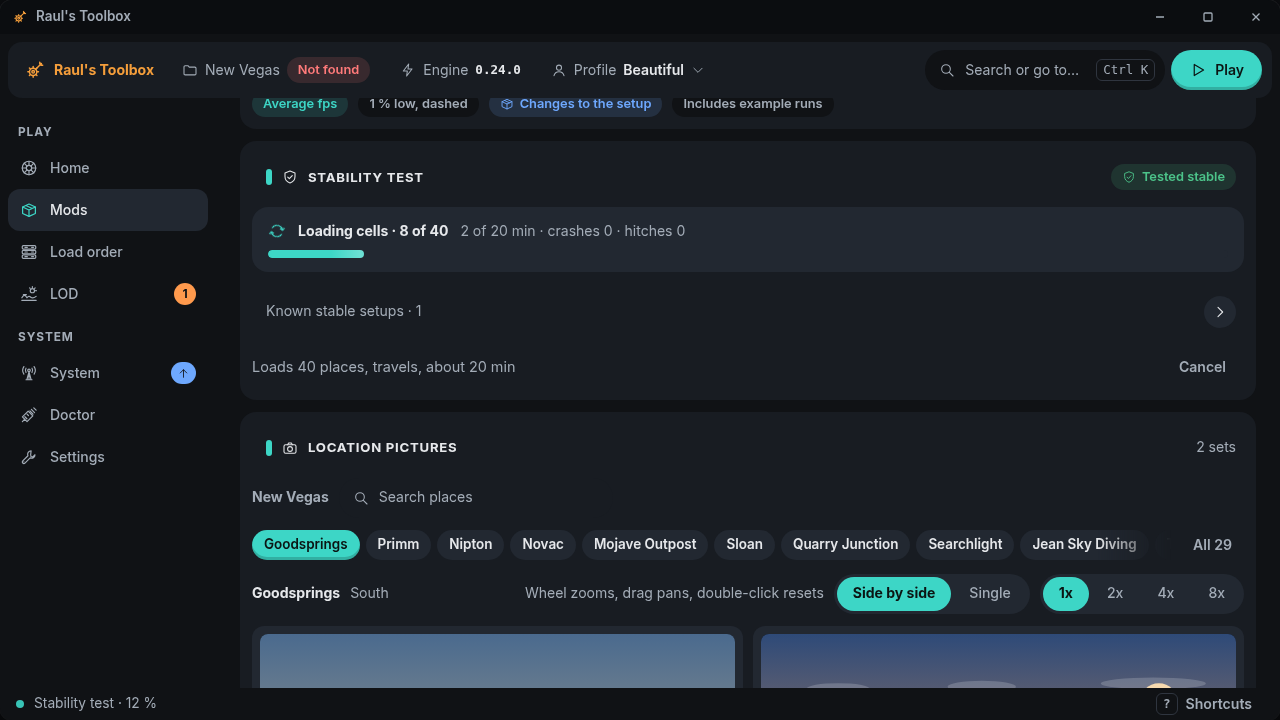 Raul's Toolbox
Raul's Toolbox New Vegas Not found Engine 0.24.0 Profile Beautiful Search or go to... Ctrl K Play
Average fps 1 % low, dashed Changes to the setup Includes example runs
PLAY
Home
Mods
Load order
LOD 1
SYSTEM
System
Doctor
Settings
STABILITY TEST Tested stable
Loading cells · 8 of 40 2 of 20 min · crashes 0 · hitches 0
Known stable setups · 1
Loads 40 places, travels, about 20 min Cancel
LOCATION PICTURES 2 sets
New Vegas Search places
Goodsprings Primm Nipton Novac Mojave Outpost Sloan Quarry Junction Searchlight Jean Sky Diving All 29
Goodsprings South Wheel zooms, drag pans, double-click resets Side by side Single 1x 2x 4x 8x
Stability test · 12 % ? Shortcuts